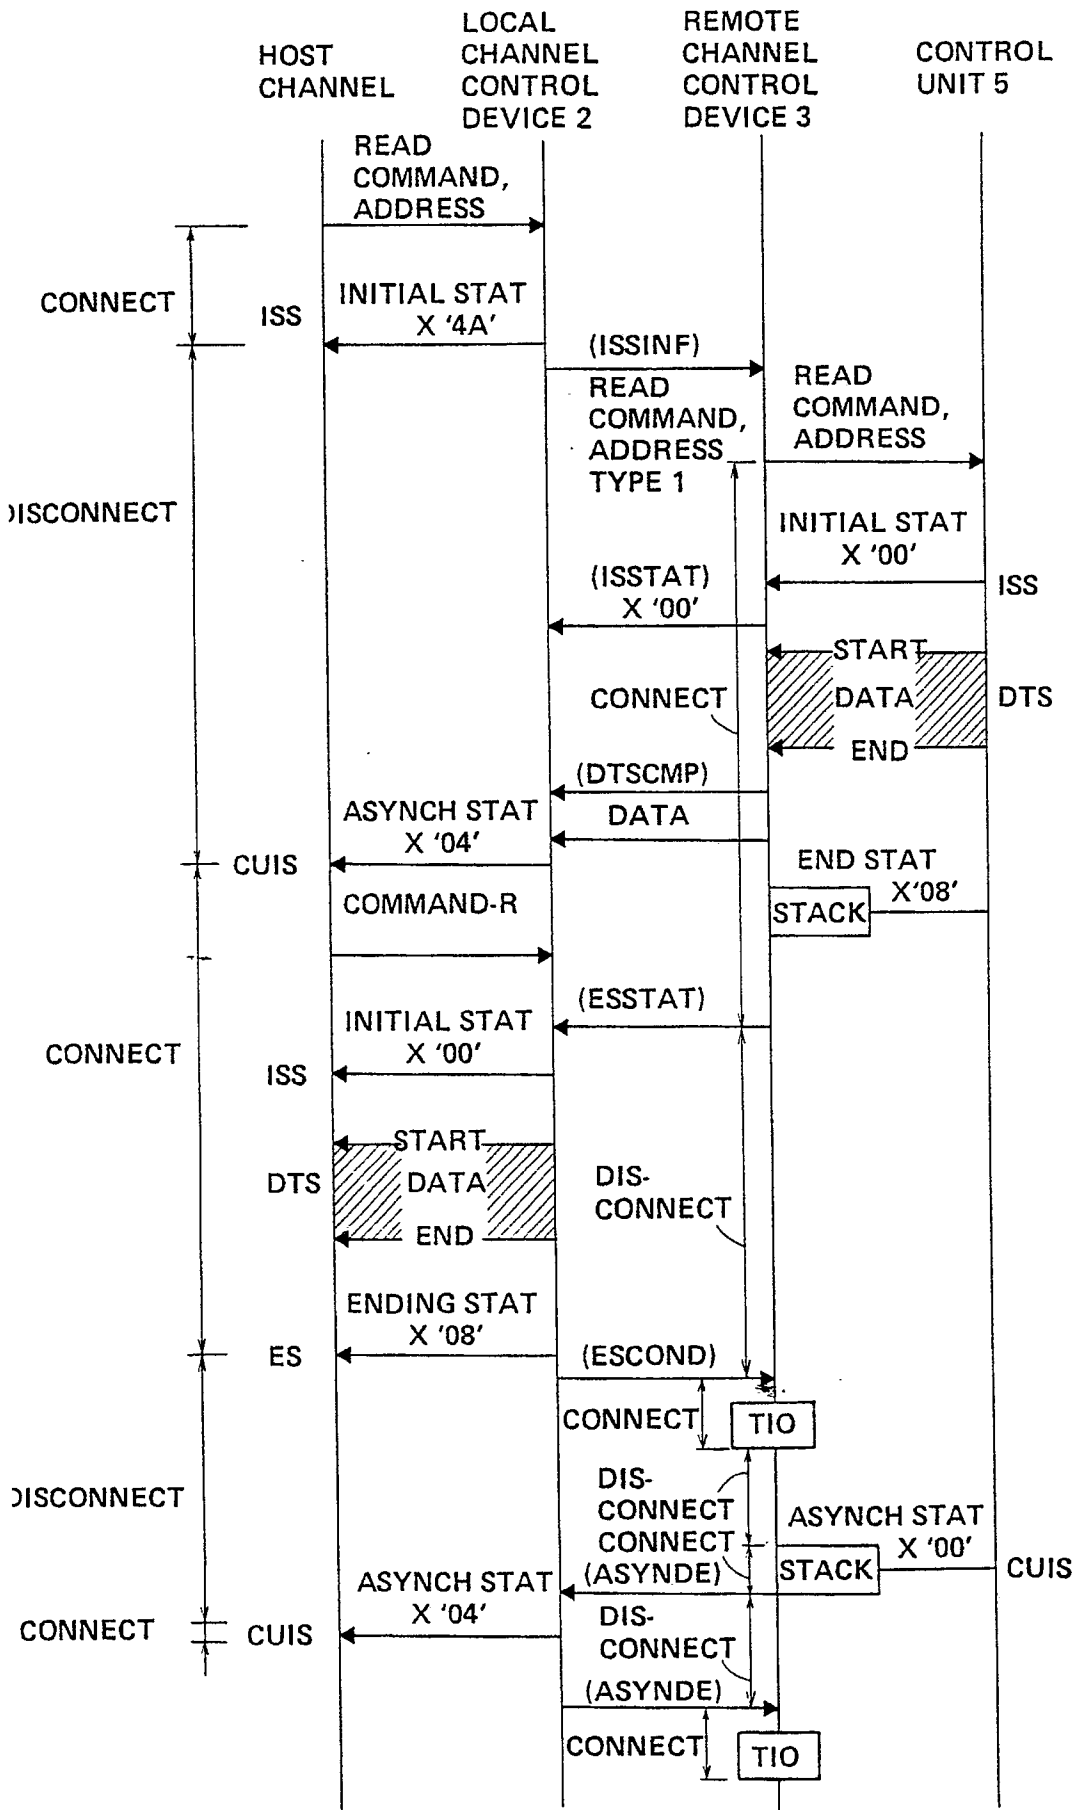 HOST
CHANNEL
LOCAL
CHANNEL
CONTROL
DEVICE 2
REMOTE
CHANNEL
CONTROL
DEVICE 3
CONTROL
UNIT 5
READ
COMMAND,
ADDRESS
CONNECT
ISS
INITIAL STAT
X '4A'
(ISSINF)
READ
COMMAND,
ADDRESS
TYPE 1
READ
COMMAND,
ADDRESS
DISCONNECT
INITIAL STAT
X '00'
ISS
(ISSTAT)
X '00'
START
DATA
END
DTS
CONNECT
(DTSCMP)
DATA
ASYNCH STAT
X '04'
CUIS
END STAT
X '08'
STACK
COMMAND-R
(ESSTAT)
INITIAL STAT
X '00'
CONNECT
ISS
START
DATA
END
DTS
DIS-
CONNECT
ENDING STAT
X '08'
ES
(ESCOND)
CONNECT
TIO
DISCONNECT
DIS-
CONNECT
CONNECT
ASYNCH STAT
X '00'
STACK
CUIS
(ASYNDE)
ASYNCH STAT
X '04'
CONNECT
CUIS
DIS-
CONNECT
(ASYNDE)
CONNECT
TIO